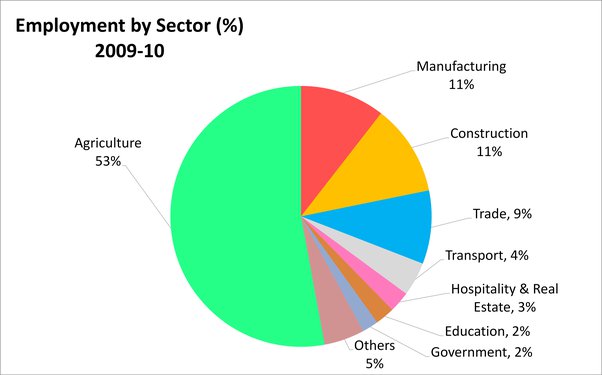 Employment by Sector (%)
2009-10
Manufacturing
11%
Construction
11%
Trade, 9%
Transport, 4%
Hospitality & Real
Estate, 3%
Education, 2%
Government, 2%
Others
5%
Agriculture
53%